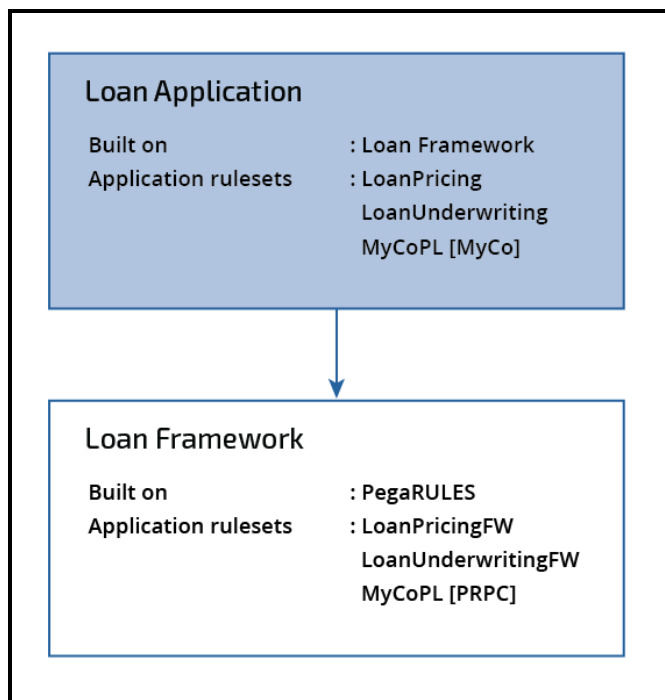 Loan Application
Built on : Loan Framework
Application rulesets : LoanPricing
LoanUnderwriting
MyCoPL [MyCo]
Loan Framework
Built on : PegaRULES
Application rulesets : LoanPricingFW
LoanUnderwritingFW
MyCoPL [PRPC]